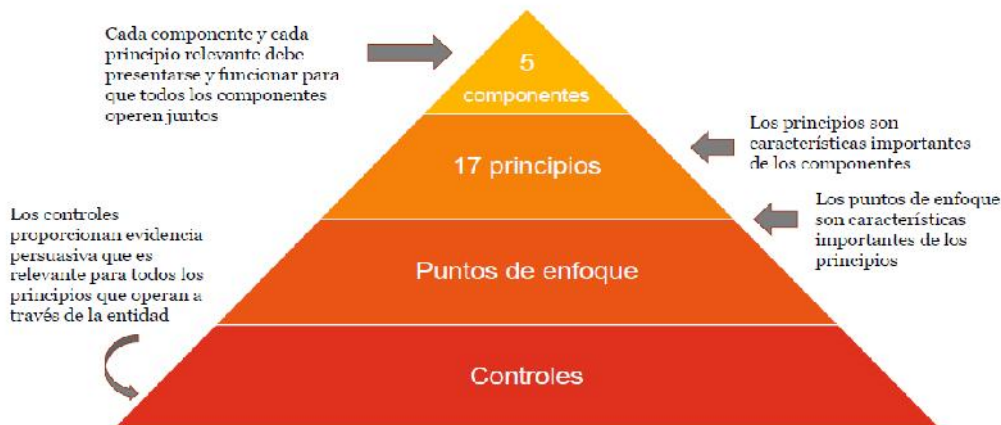 Cada componente y cada
principio relevante debe
presentarse y funcionar para
que todos los componentes
operen juntos
5
componentes
Los principios son
características importantes
de los componentes
17 principios
Los puntos de enfoque
son características
importantes de los
principios
Los controles
proporcionan evidencia
persuasiva que es
relevante para todos los
principios que operan a
través de la entidad
Puntos de enfoque
Controles